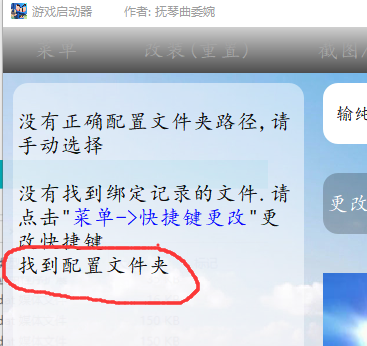 游戏启动器 作者: 抚琴曲委婉
菜单 改装(重置) 截图
没有正确配置文件夹路径,请
手动选择
输纯
没有找到绑定记录的文件.请
点击"菜单->快捷键更改"更
改快捷键
更改
找到配置文件夹